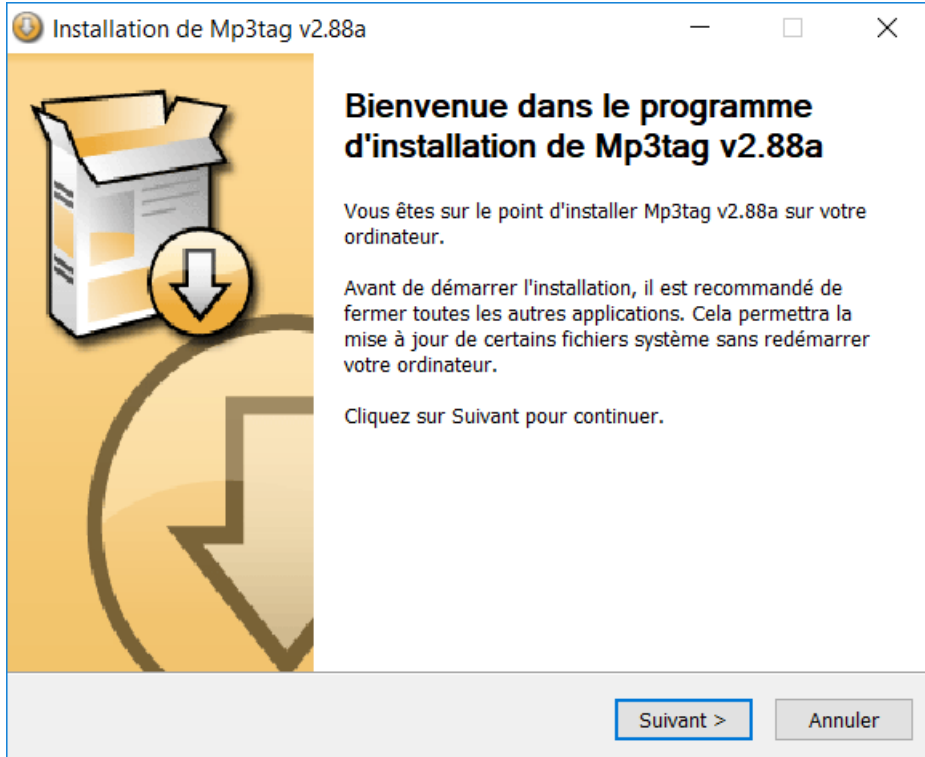 Installation de Mp3tag v2.88a
Bienvenue dans le programme
d'installation de Mp3tag v2.88a
Vous êtes sur le point d'installer Mp3tag v2.88a sur votre
ordinateur.
Avant de démarrer l'installation, il est recommandé de
fermer toutes les autres applications. Cela permettra la
mise à jour de certains fichiers système sans redémarrer
votre ordinateur.
Cliquez sur Suivant pour continuer.
Suivant >
Annuler